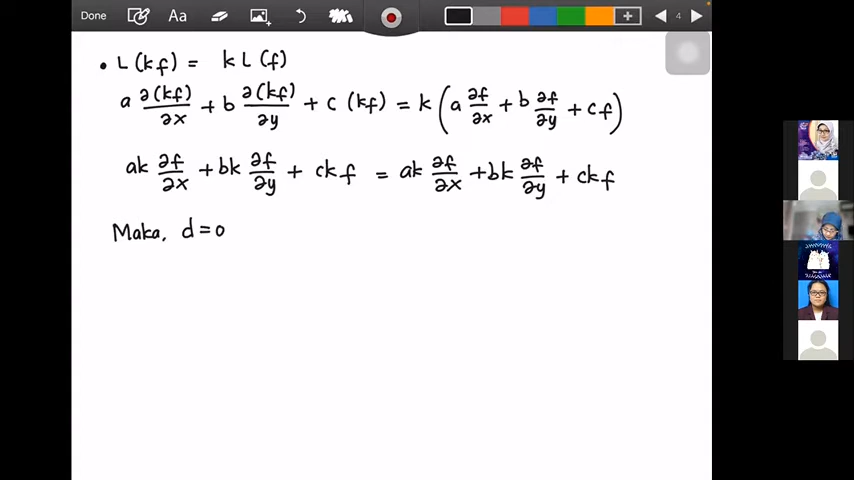 Done Aa 4
• L(kf) = k L(f)
a ∂(kf)/∂x + b ∂(kf)/∂y + c(kf) = k(a ∂f/∂x + b ∂f/∂y + cf)
ak ∂f/∂x + bk ∂f/∂y + ckf = ak ∂f/∂x + bk ∂f/∂y + ckf
Maka, d=0